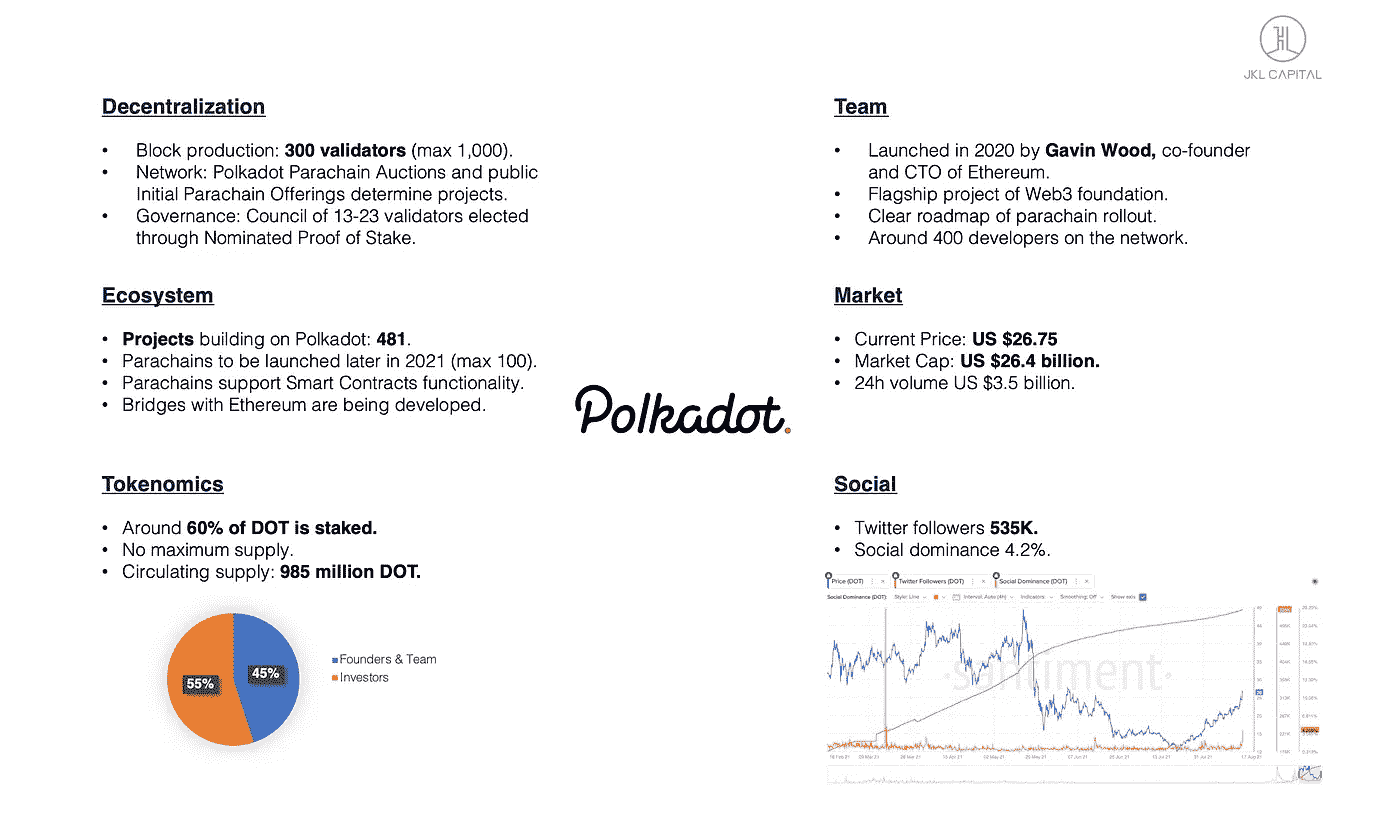 JKL CAPITAL
Decentralization
• Block production: 300 validators (max 1,000).
• Network: Polkadot Parachain Auctions and public
Initial Parachain Offerings determine projects.
• Governance: Council of 13-23 validators elected
through Nominated Proof of Stake.
Team
• Launched in 2020 by Gavin Wood, co-founder
and CTO of Ethereum.
• Flagship project of Web3 foundation.
• Clear roadmap of parachain rollout.
• Around 400 developers on the network.
Ecosystem
• Projects building on Polkadot: 481.
• Parachains to be launched later in 2021 (max 100).
• Parachains support Smart Contracts functionality.
• Bridges with Ethereum are being developed.
Market
• Current Price: US $26.75
• Market Cap: US $26.4 billion.
• 24h volume US $3.5 billion.
Polkadot.
Tokenomics
• Around 60% of DOT is staked.
• No maximum supply.
• Circulating supply: 985 million DOT.
55%
45%
Founders & Team
Investors
Social
• Twitter followers 535K.
• Social dominance 4.2%.
Price (DOT)
Twitter Followers (DOT)
Social Dominance (DOT)
Social Dominance (DOT) Style: Line Interval: Auto (4h) Indicators: Smoothing: Off Show axis
·santiment·